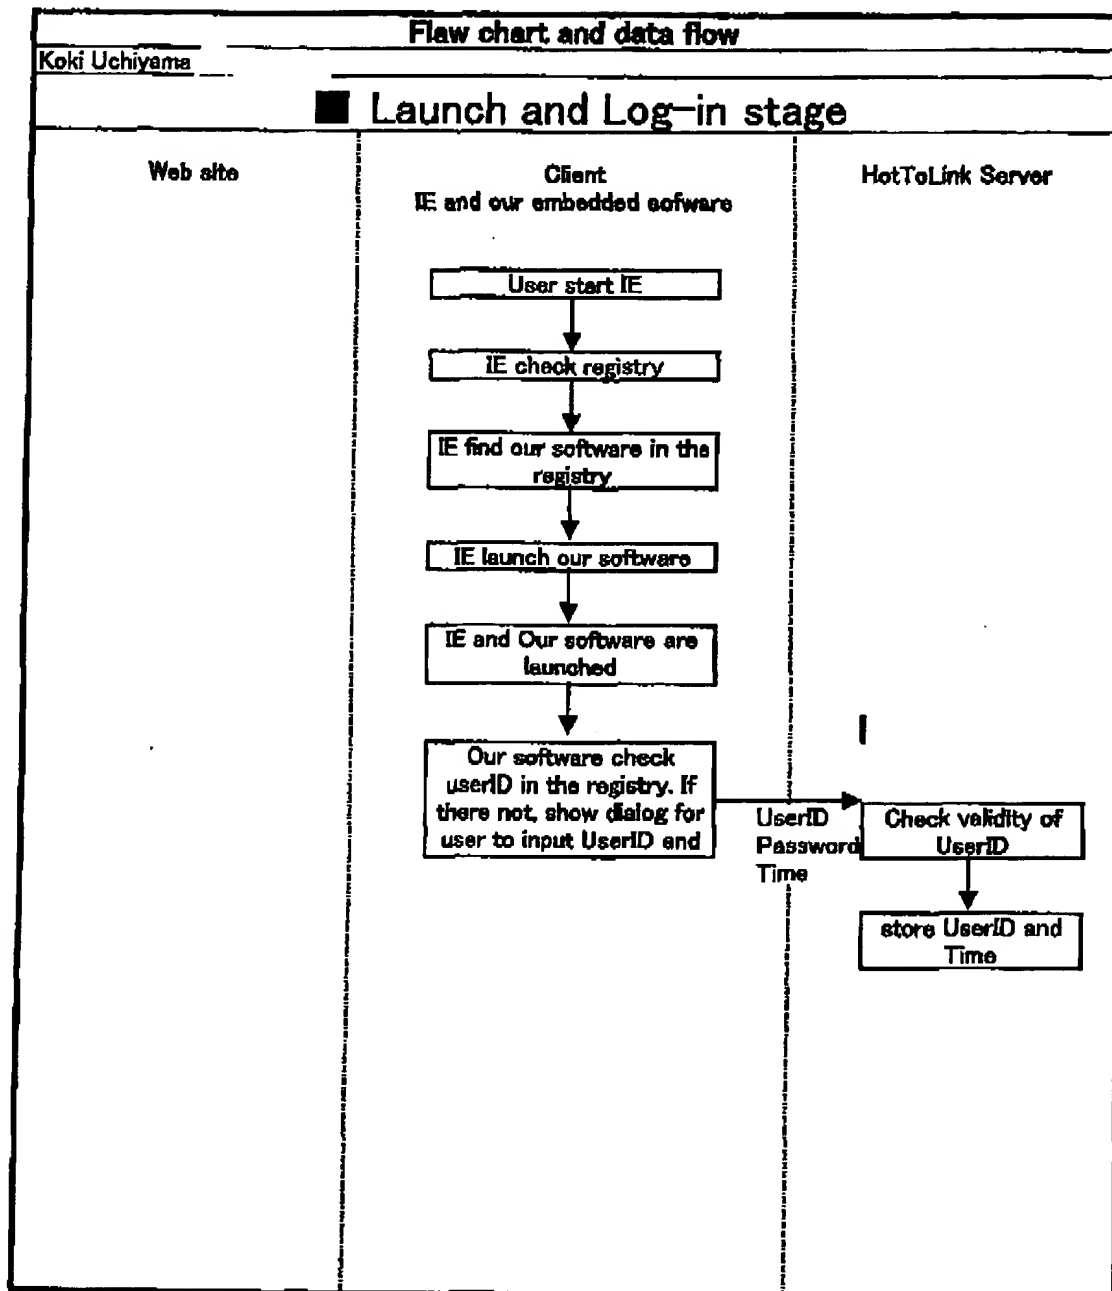 Flaw chart and data flow
Koki Uchiyama
■ Launch and Log-in stage
Web site
Client
IE and our embedded sofware
HotToLink Server
User start IE
IE check registry
IE find our software in the
registry
IE launch our software
IE and Our software are
launched
Our software check
userID in the registry. If
there not, show dialog for
user to input UserID and
UserID
Password
Time
Check validity of
UserID
store UserID and
Time